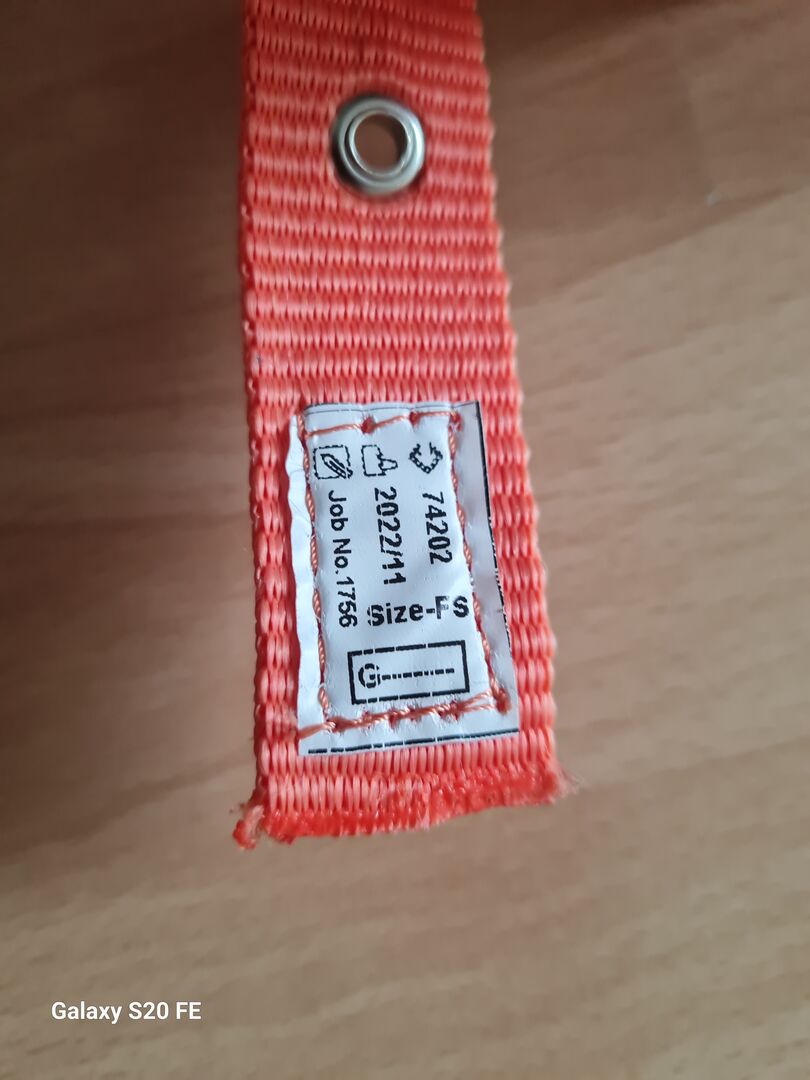 74202
2022/11
Job No.1756
Size-FS
Galaxy S20 FE